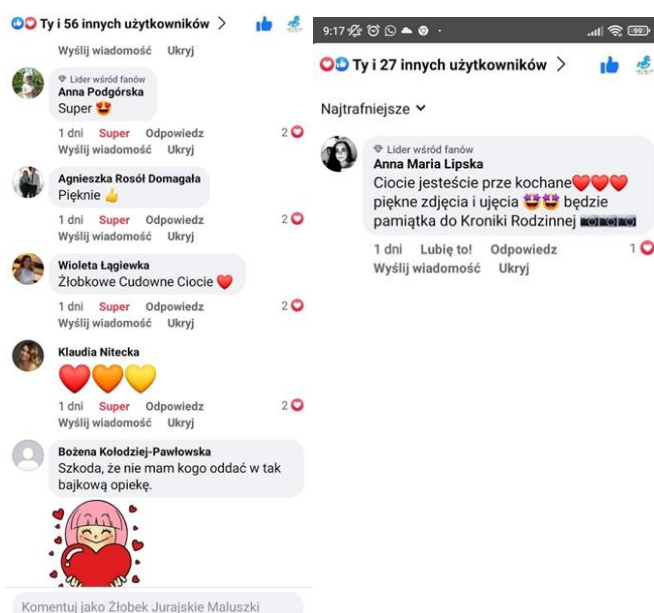 Ty i 56 innych użytkowników >
Wyślij wiadomość Ukryj
Lider wśród fanów
Anna Podgórska
Super
1 dni Super Odpowiedz 2
Wyślij wiadomość Ukryj
Agnieszka Rosół Domagała
Pięknie
1 dni Super Odpowiedz 2
Wyślij wiadomość Ukryj
Wioleta Łągiewka
Żłobkowe Cudowne Ciocie
1 dni Super Odpowiedz 2
Wyślij wiadomość Ukryj
Klaudia Nitecka
1 dni Super Odpowiedz 2
Wyślij wiadomość Ukryj
Bożena Kołodziej-Pawłowska
Szkoda, że nie mam kogo oddać w tak
bajkową opiekę.
Komentuj jako Żłobek Jurajskie Maluszki
9:17 99
Ty i 27 innych użytkowników >
Najtrafniejsze
Lider wśród fanów
Anna Maria Lipska
Ciocie jesteście prze kochane
piękne zdjęcia i ujęcia będzie
pamiątka do Kroniki Rodzinnej
1 dni Lubię to! Odpowiedz 1
Wyślij wiadomość Ukryj